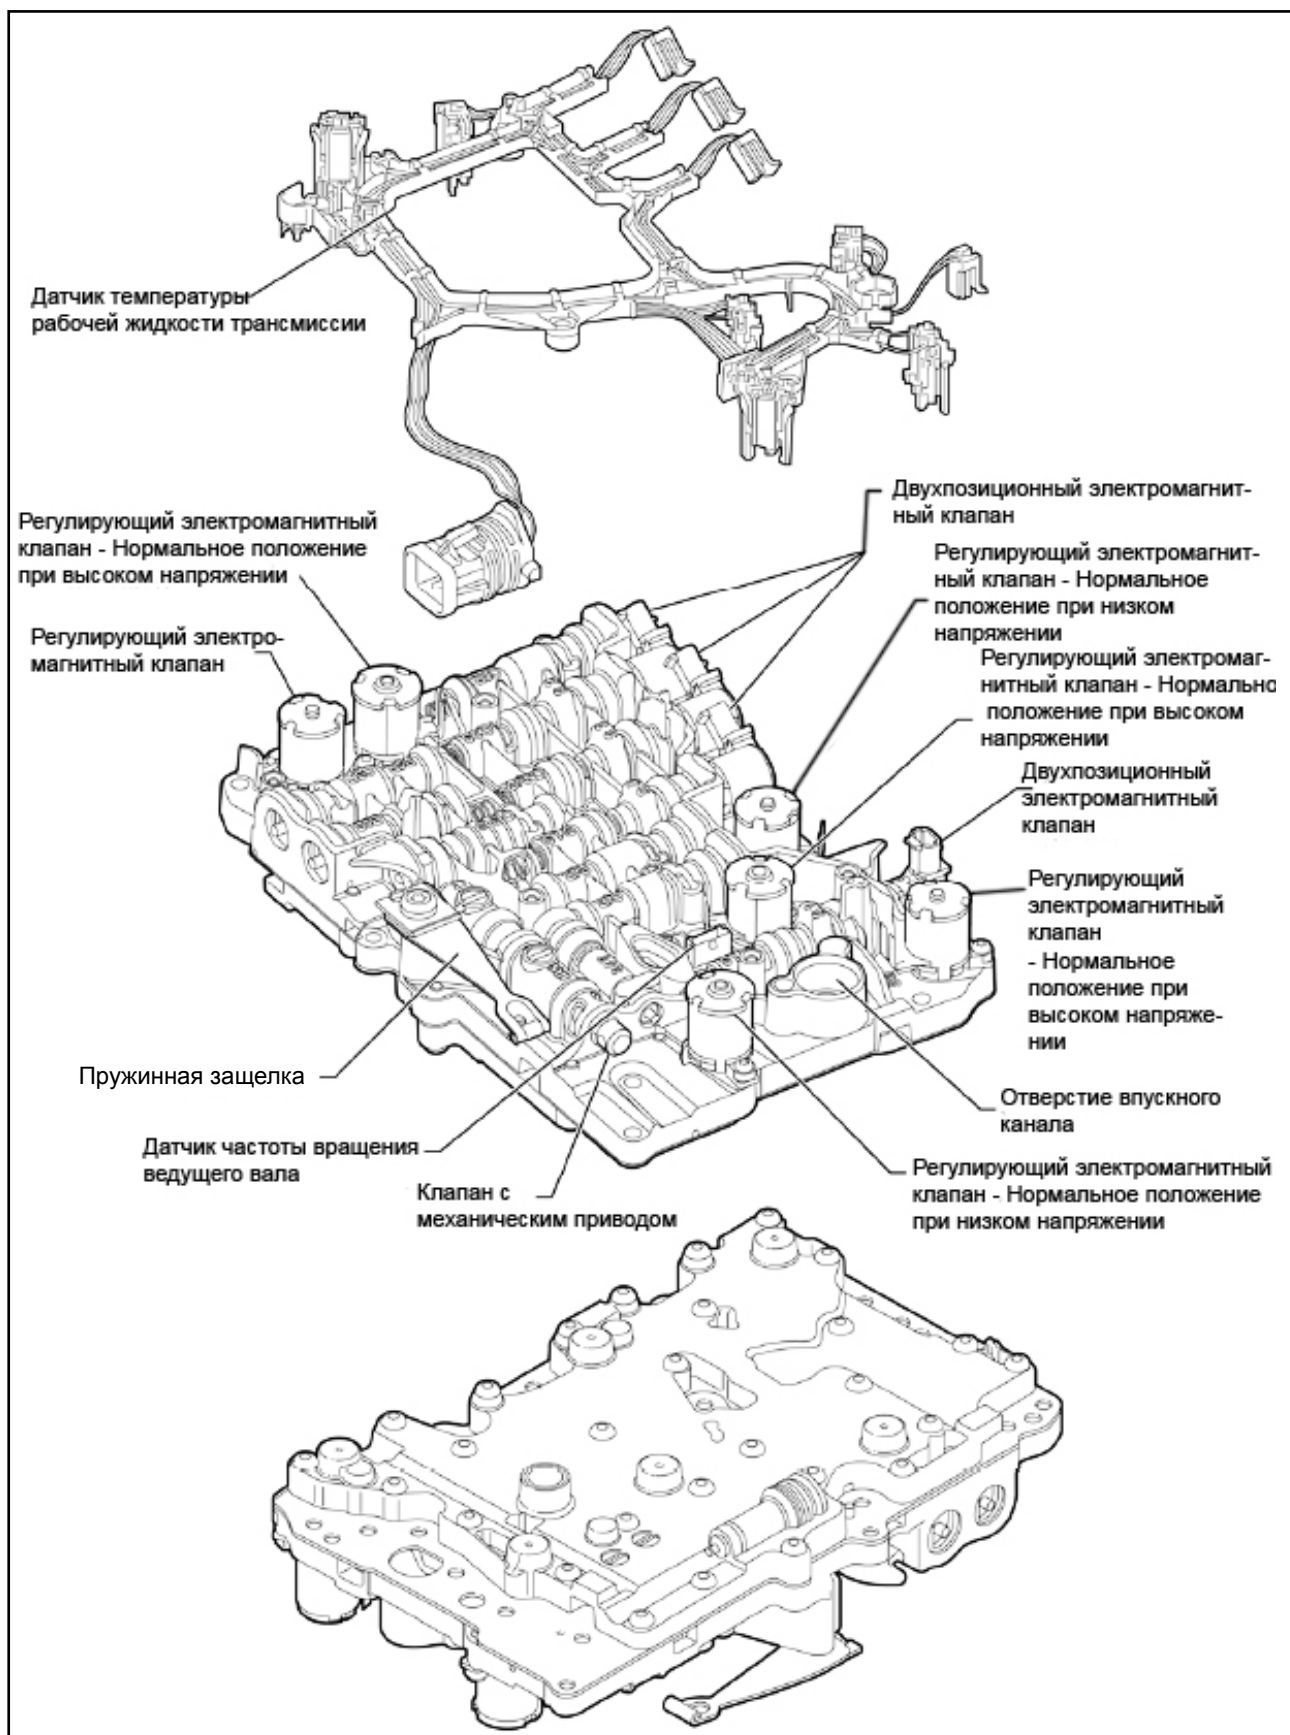 Датчик температуры
рабочей жидкости трансмиссии
Двухпозиционный электромагнит-
ный клапан
Регулирующий электромагнитный
клапан - Нормальное положение
при высоком напряжении
Регулирующий электромагнит-
ный клапан - Нормальное
положение при низком
напряжении
Регулирующий электро-
магнитный клапан
Регулирующий электромаг-
нитный клапан - Нормально
положение при высоком
напряжении
Двухпозиционный
электромагнитный
клапан
Регулирующий
электромагнитный
клапан
- Нормальное
положение при
высоком напряже-
нии
Пружинная защелка
Отверстие впускного
канала
Датчик частоты вращения
ведущего вала
Клапан с
механическим приводом
Регулирующий электромагнитный
клапан - Нормальное положение
при низком напряжении